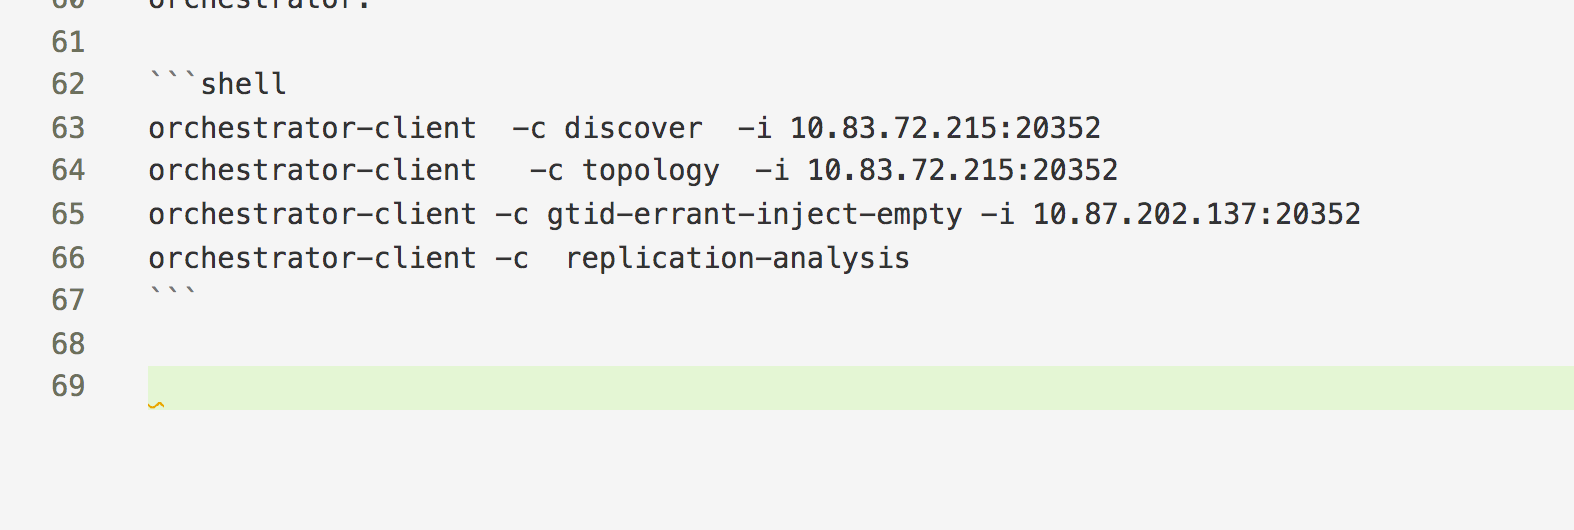 60 orchestrator.
61
62 ```shell
63 orchestrator-client  -c discover  -i 10.83.72.215:20352
64 orchestrator-client   -c topology  -i 10.83.72.215:20352
65 orchestrator-client -c gtid-errant-inject-empty -i 10.87.202.137:20352
66 orchestrator-client -c  replication-analysis
67 ```
68
69